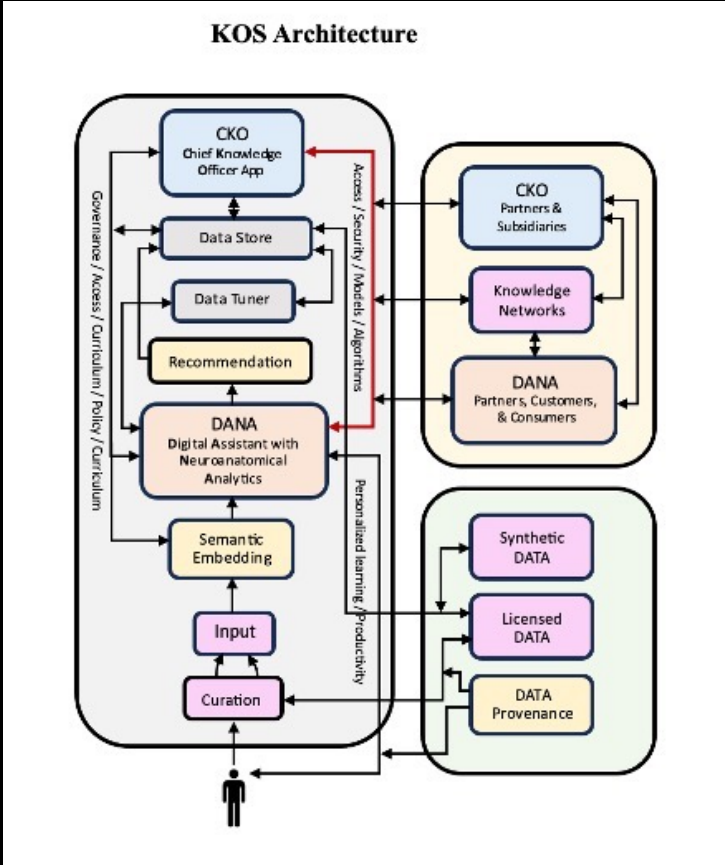 KOS Architecture
CKO
Chief Knowledge
Officer App
Data Store
Data Tuner
Recommendation
DANA
Digital Assistant with
Neuroanatomical
Analytics
Semantic
Embedding
Input
Curation
Governance / Access / Curriculum / Policy / Curriculum
Access / Security / Models / Algorithms
Personalized learning / Productivity
CKO
Partners &
Subsidiaries
Knowledge
Networks
DANA
Partners, Customers,
& Consumers
Synthetic
DATA
Licensed
DATA
DATA
Provenance